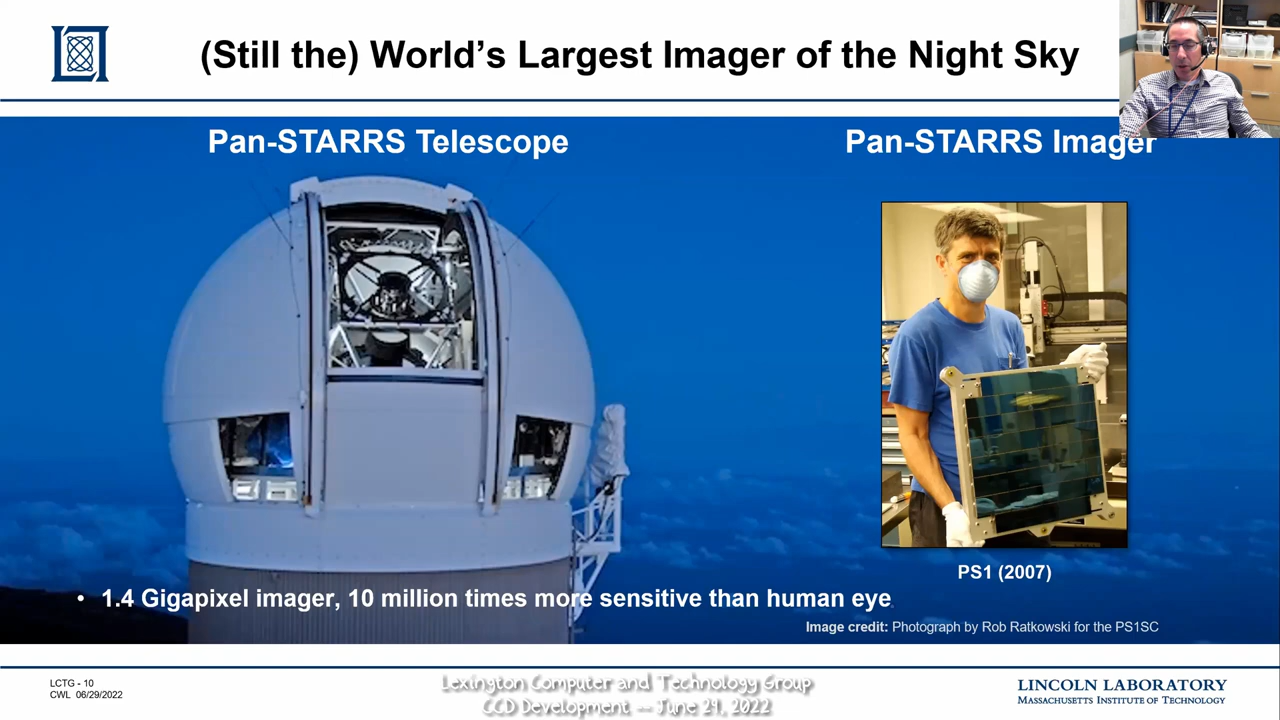 (Still the) World's Largest Imager of the Night Sky
Pan-STARRS Telescope
Pan-STARRS Imager
PS1 (2007)
• 1.4 Gigapixel imager, 10 million times more sensitive than human eye
Image credit: Photograph by Rob Ratkowski for the PS1SC
LCTG - 10
CWL 06/29/2022
Lexington Computer and Technology Group
CCD Development -- June 29, 2022
LINCOLN LABORATORY
MASSACHUSETTS INSTITUTE OF TECHNOLOGY